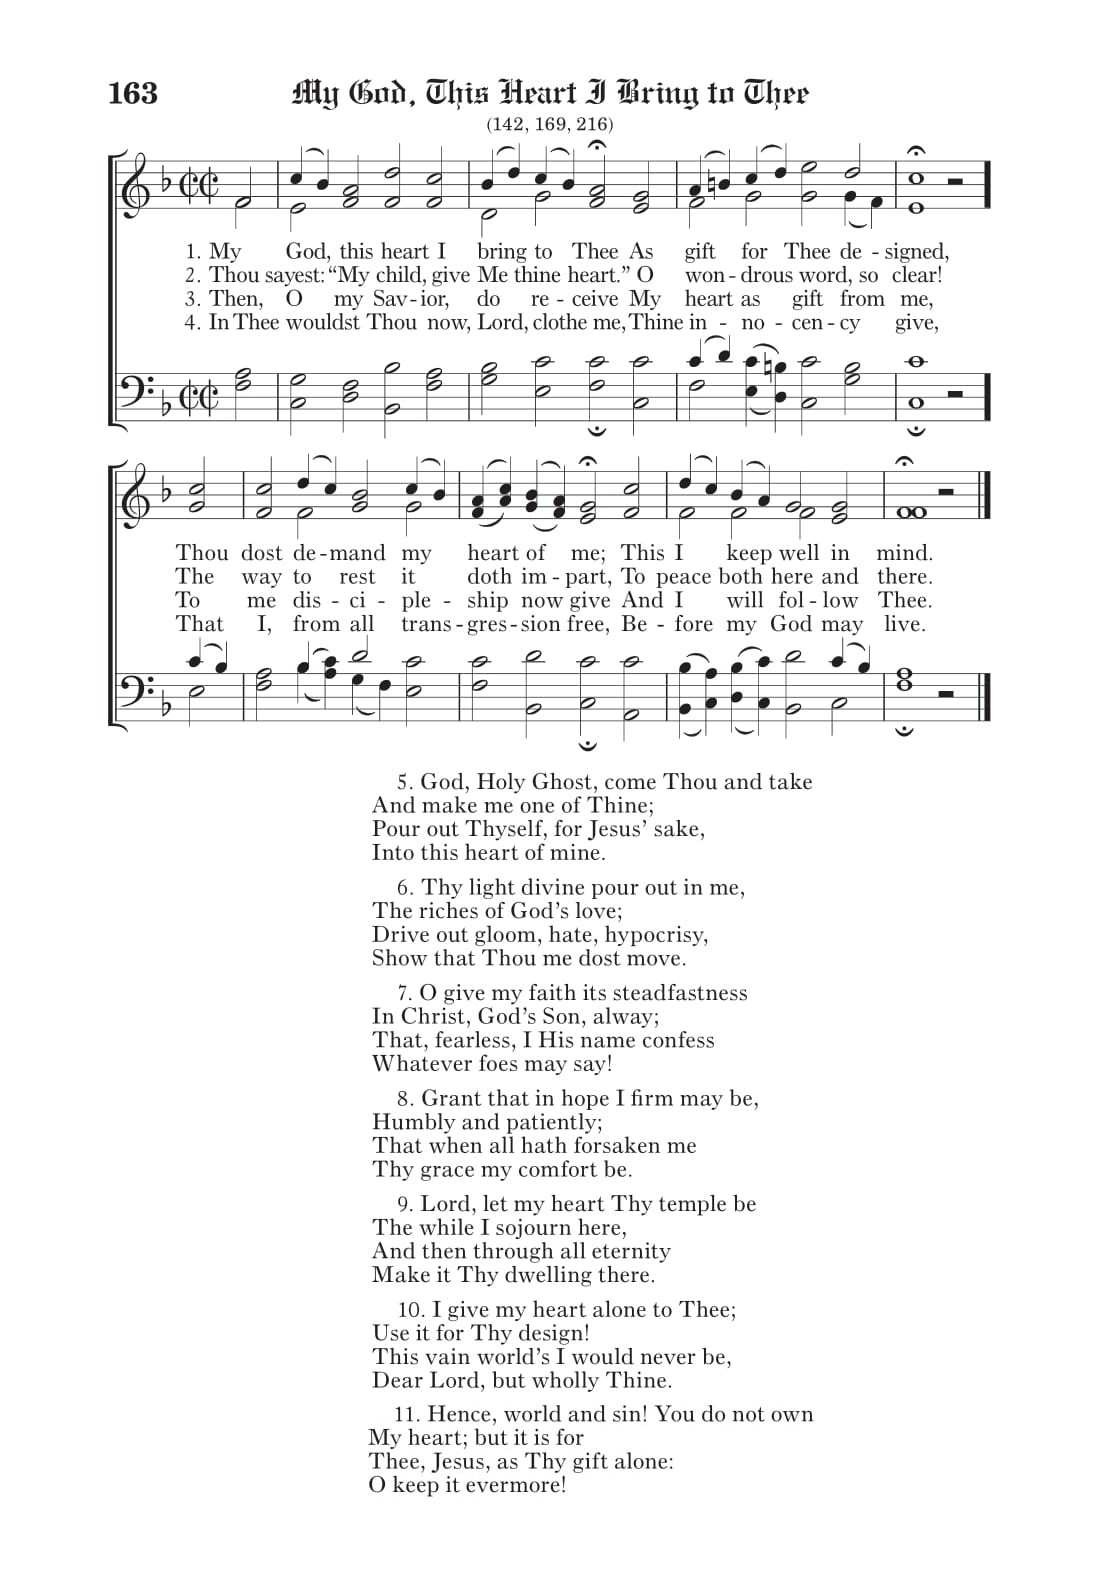 163 My God, This Heart I Bring to Thee
(142, 169, 216)
1. My God, this heart I bring to Thee As gift for Thee de - signed,
2. Thou sayest: “My child, give Me thine heart.” O won - drous word, so clear!
3. Then, O my Sav - ior, do re - ceive My heart as gift from me,
4. In Thee wouldst Thou now, Lord, clothe me, Thine in - no - cen - cy give,
Thou dost de - mand my heart of me; This I keep well in mind.
The way to rest it doth im - part, To peace both here and there.
To me dis - ci - ple - ship now give And I will fol - low Thee.
That I, from all trans - gres - sion free, Be - fore my God may live.
5. God, Holy Ghost, come Thou and take
And make me one of Thine;
Pour out Thyself, for Jesus’ sake,
Into this heart of mine.
6. Thy light divine pour out in me,
The riches of God’s love;
Drive out gloom, hate, hypocrisy,
Show that Thou me dost move.
7. O give my faith its steadfastness
In Christ, God’s Son, alway;
That, fearless, I His name confess
Whatever foes may say!
8. Grant that in hope I firm may be,
Humbly and patiently;
That when all hath forsaken me
Thy grace my comfort be.
9. Lord, let my heart Thy temple be
The while I sojourn here,
And then through all eternity
Make it Thy dwelling there.
10. I give my heart alone to Thee;
Use it for Thy design!
This vain world’s I would never be,
Dear Lord, but wholly Thine.
11. Hence, world and sin! You do not own
My heart; but it is for
Thee, Jesus, as Thy gift alone:
O keep it evermore!